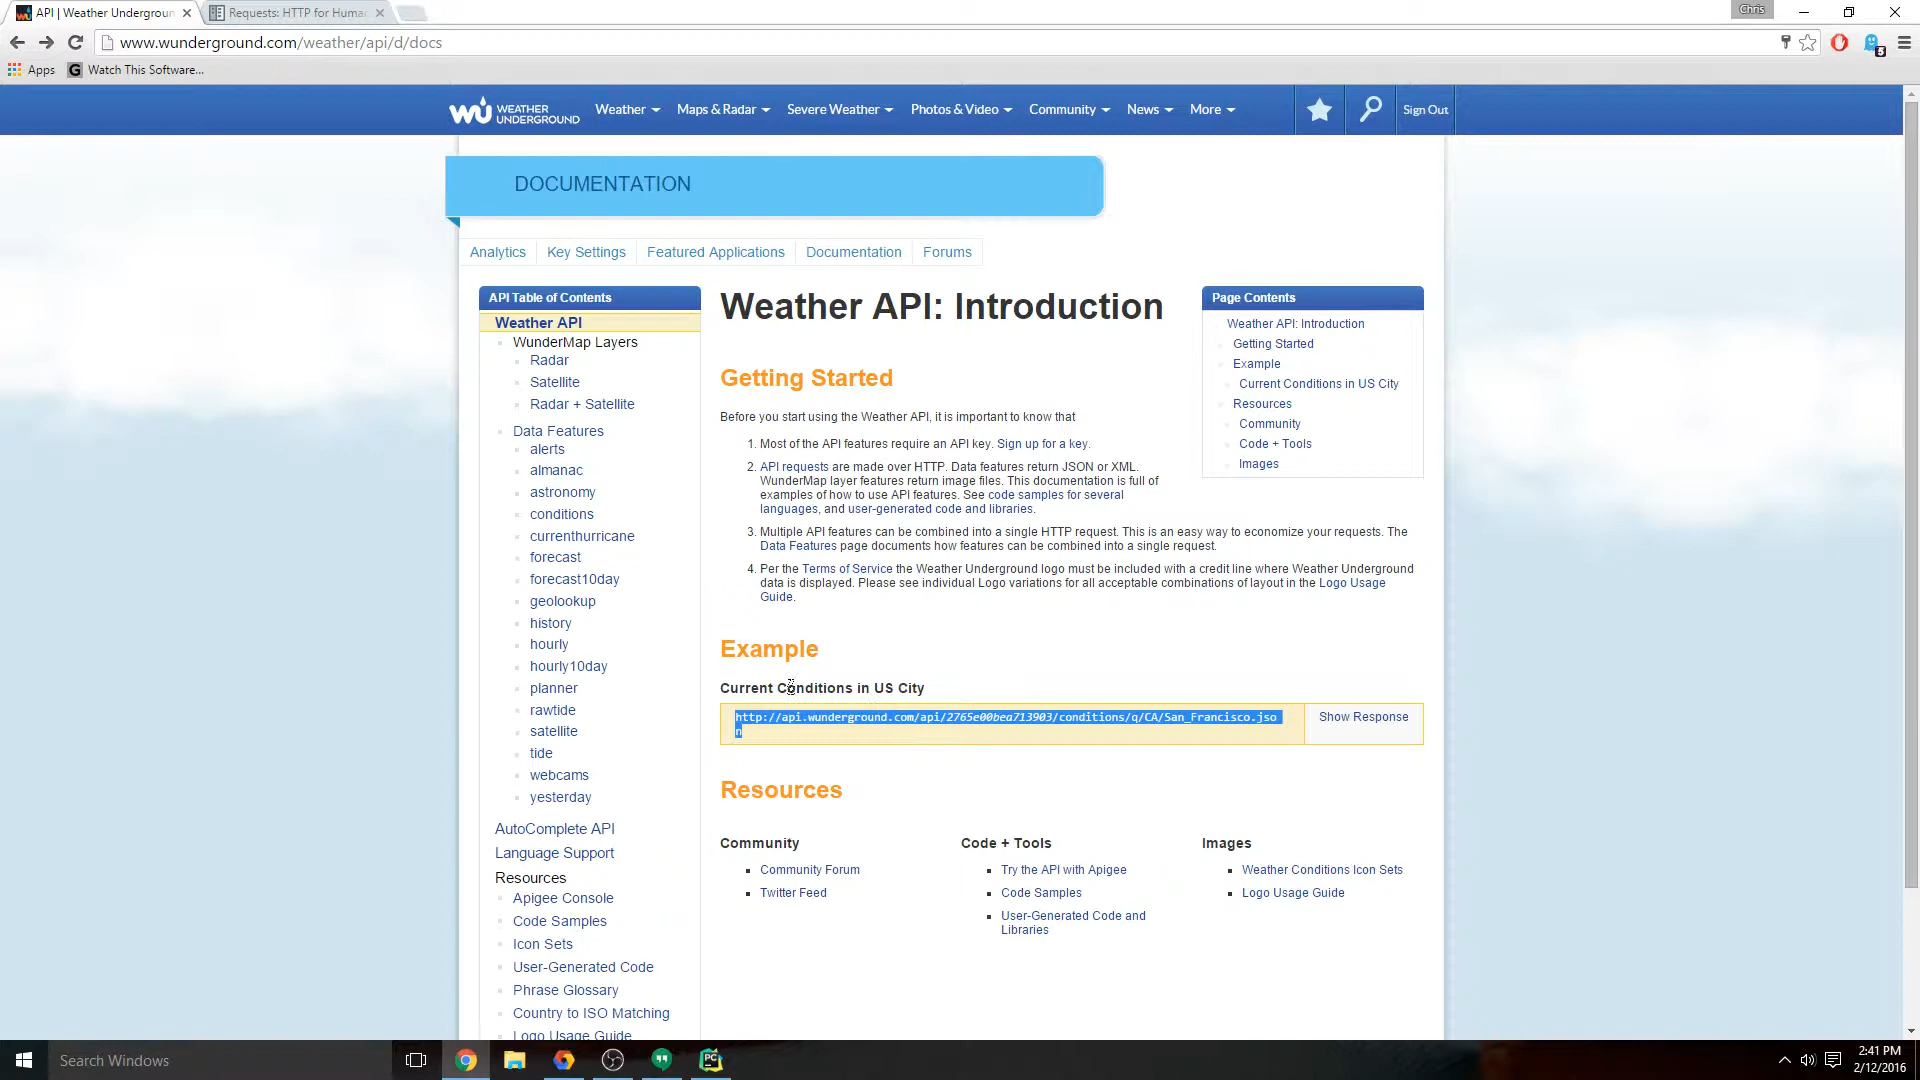 API | Weather Underground
Requests: HTTP for Huma
Chris
www.wunderground.com/weather/api/d/docs
Apps
Watch This Software...
WEATHER UNDERGROUND
Weather
Maps & Radar
Severe Weather
Photos & Video
Community
News
More
Sign Out
DOCUMENTATION
Analytics
Key Settings
Featured Applications
Documentation
Forums
API Table of Contents
Weather API
WunderMap Layers
Radar
Satellite
Radar + Satellite
Data Features
alerts
almanac
astronomy
conditions
currenthurricane
forecast
forecast10day
geolookup
history
hourly
hourly10day
planner
rawtide
satellite
tide
webcams
yesterday
AutoComplete API
Language Support
Resources
Apigee Console
Code Samples
Icon Sets
User-Generated Code
Phrase Glossary
Country to ISO Matching
Logo Usage Guide
Weather API: Introduction
Getting Started
Before you start using the Weather API, it is important to know that
1. Most of the API features require an API key. Sign up for a key.
2. API requests are made over HTTP. Data features return JSON or XML.
WunderMap layer features return image files. This documentation is full of
examples of how to use API features. See code samples for several
languages, and user-generated code and libraries.
3. Multiple API features can be combined into a single HTTP request. This is an easy way to economize your requests. The
Data Features page documents how features can be combined into a single request.
4. Per the Terms of Service the Weather Underground logo must be included with a credit line where Weather Underground
data is displayed. Please see individual Logo variations for all acceptable combinations of layout in the Logo Usage
Guide.
Example
Current Conditions in US City
http://api.wunderground.com/api/2765e00bea713903/conditions/q/CA/San_Francisco.jso
n
Show Response
Resources
Community
Community Forum
Twitter Feed
Code + Tools
Try the API with Apigee
Code Samples
User-Generated Code and
Libraries
Images
Weather Conditions Icon Sets
Logo Usage Guide
Page Contents
Weather API: Introduction
Getting Started
Example
Current Conditions in US City
Resources
Community
Code + Tools
Images
Search Windows
2:41 PM
2/12/2016